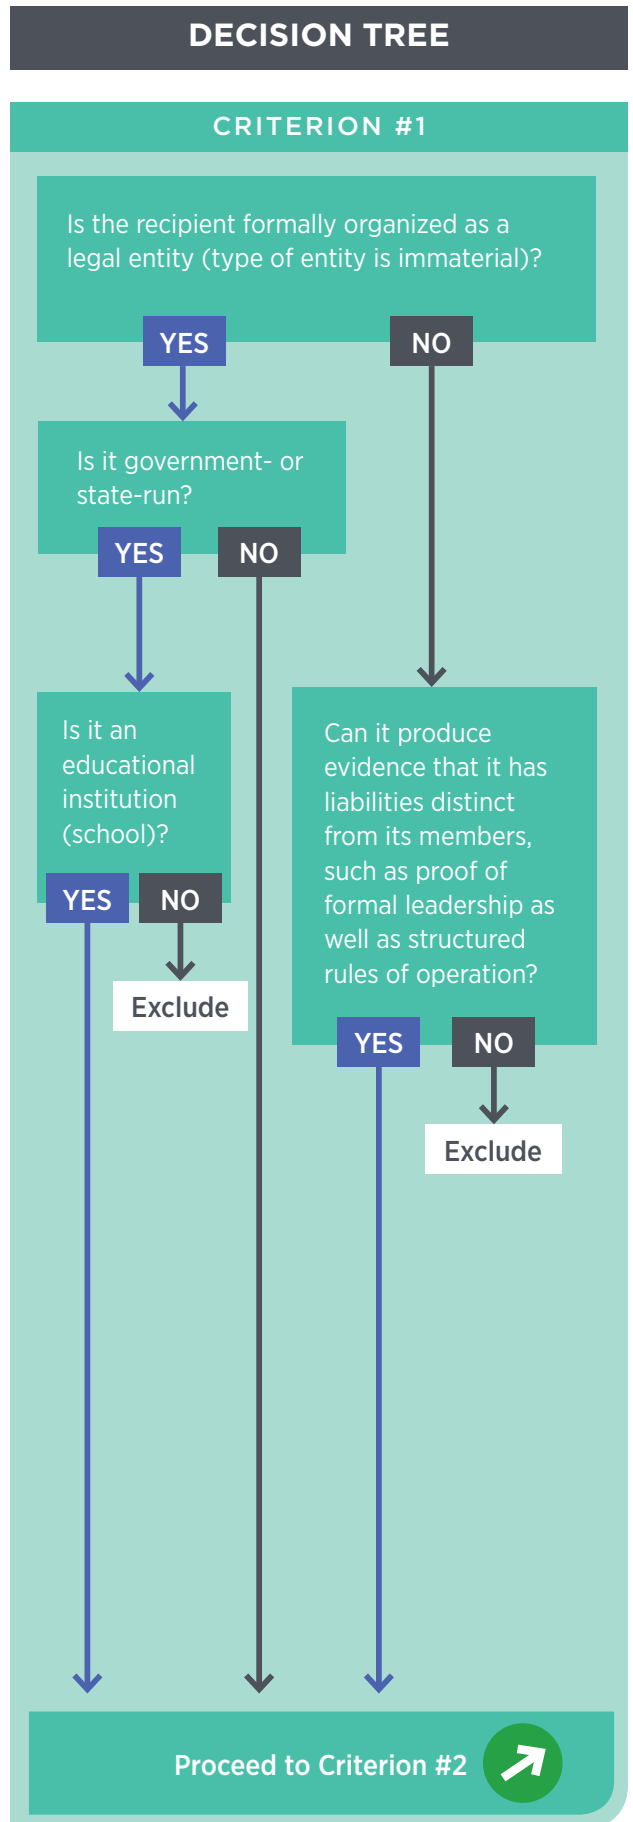 DECISION TREE
CRITERION #1
Is the recipient formally organized as a
legal entity (type of entity is immaterial)?
YES
NO
Is it government- or
state-run?
YES
NO
Is it an
educational
institution
(school)?
YES
NO
Exclude
Can it produce
evidence that it has
liabilities distinct
from its members,
such as proof of
formal leadership as
well as structured
rules of operation?
YES
NO
Exclude
Proceed to Criterion #2